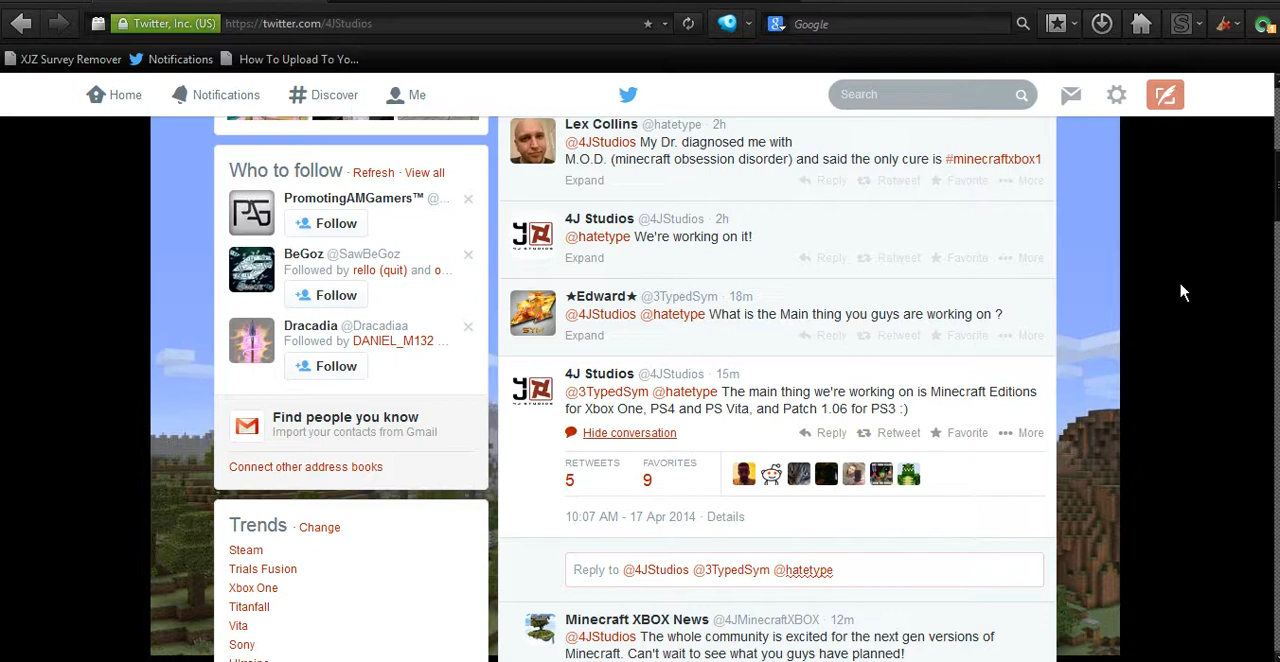 Twitter, Inc. (US) https://twitter.com/4JStudios
Google
XJZ Survey Remover Notifications How To Upload To Yo...
Home Notifications Discover Me Search
Who to follow · Refresh · View all
PromotingAMGamers™ @...
Follow
BeGoz @SawBeGoz
Followed by rello (quit) and o...
Follow
Dracadia @Dracadiaa
Followed by DANIEL_M132 ...
Follow
Find people you know
Import your contacts from Gmail
Connect other address books
Trends · Change
Steam
Trials Fusion
Xbox One
Titanfall
Vita
Sony
Ukraine
Lex Collins @hatetype · 2h
@4JStudios My Dr. diagnosed me with
M.O.D. (minecraft obsession disorder) and said the only cure is #minecraftxbox1
Expand Reply Retweet Favorite More
4J Studios @4JStudios · 2h
@hatetype We're working on it!
Expand Reply Retweet Favorite More
★Edward★ @3TypedSym · 18m
@4JStudios @hatetype What is the Main thing you guys are working on ?
Expand Reply Retweet Favorite More
4J Studios @4JStudios · 15m
@3TypedSym @hatetype The main thing we're working on is Minecraft Editions
for Xbox One, PS4 and PS Vita, and Patch 1.06 for PS3 :)
Hide conversation Reply Retweet Favorite More
RETWEETS FAVORITES
5 9
10:07 AM - 17 Apr 2014 · Details
Reply to @4JStudios @3TypedSym @hatetype
Minecraft XBOX News @4JMinecraftXBOX · 12m
@4JStudios The whole community is excited for the next gen versions of
Minecraft. Can't wait to see what you guys have planned!